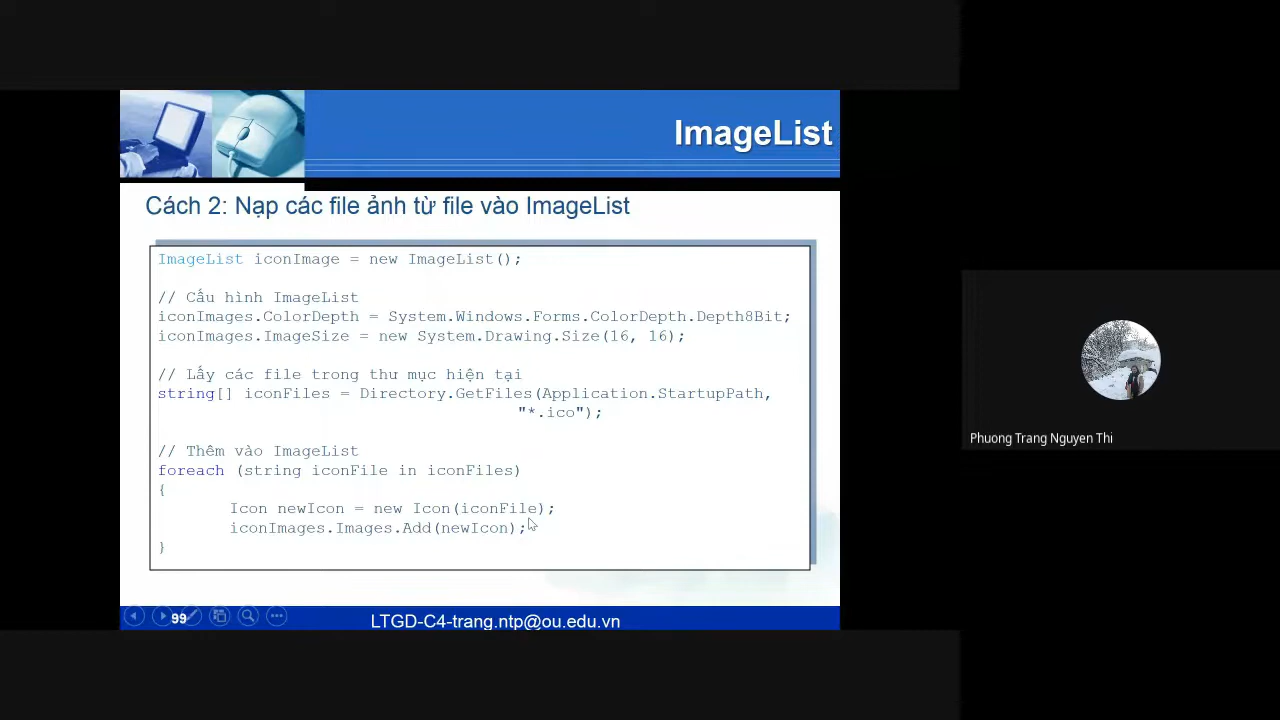 ImageList
Cách 2: Nạp các file ảnh từ file vào ImageList
ImageList iconImage = new ImageList();
// Cấu hình ImageList
iconImages.ColorDepth = System.Windows.Forms.ColorDepth.Depth8Bit;
iconImages.ImageSize = new System.Drawing.Size(16, 16);
// Lấy các file trong thư mục hiện tại
string[] iconFiles = Directory.GetFiles(Application.StartupPath,
"*.ico");
// Thêm vào ImageList
foreach (string iconFile in iconFiles)
{
Icon newIcon = new Icon(iconFile);
iconImages.Images.Add(newIcon);
}
99
LTGD-C4-trang.ntp@ou.edu.vn
Phuong Trang Nguyen Thi